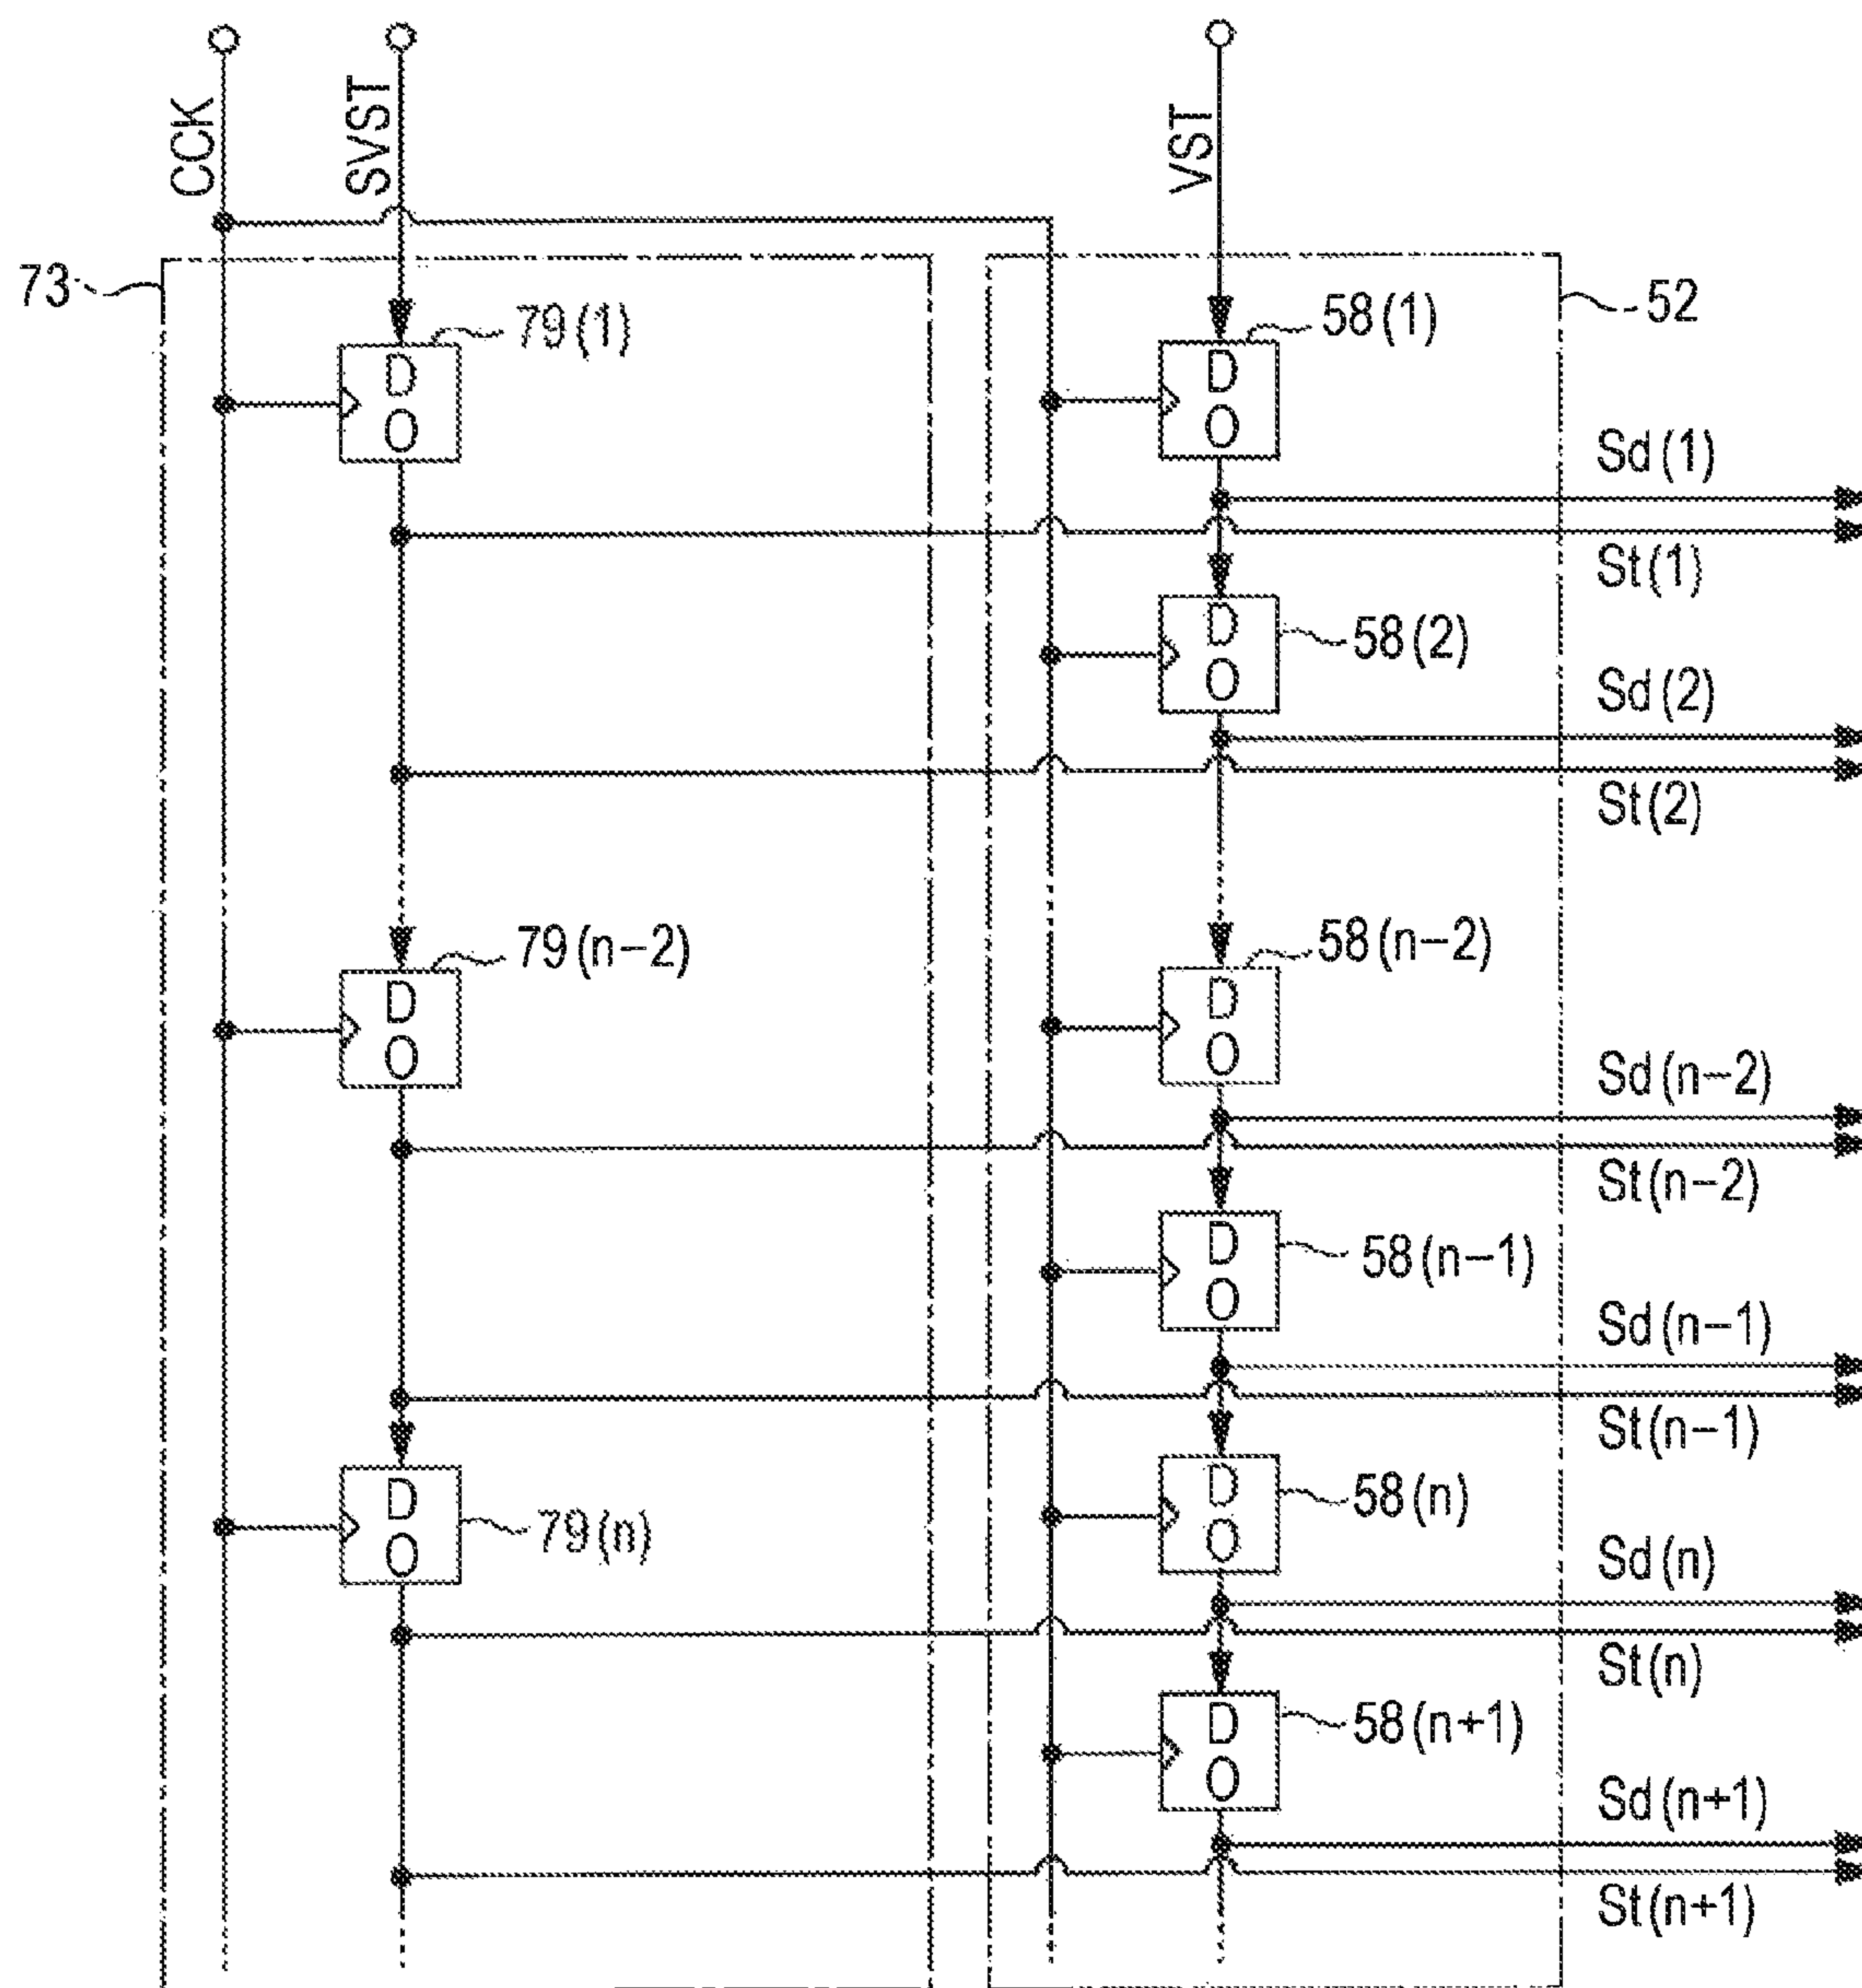 CCK
SVST
VST
73
52
79(1)
58(1)
D
O
D
O
Sd(1)
St(1)
D
O
58(2)
Sd(2)
St(2)
79(n-2)
58(n-2)
D
O
D
O
Sd(n-2)
St(n-2)
D
O
58(n-1)
Sd(n-1)
St(n-1)
D
O
79(n)
D
O
58(n)
Sd(n)
St(n)
D
O
58(n+1)
Sd(n+1)
St(n+1)